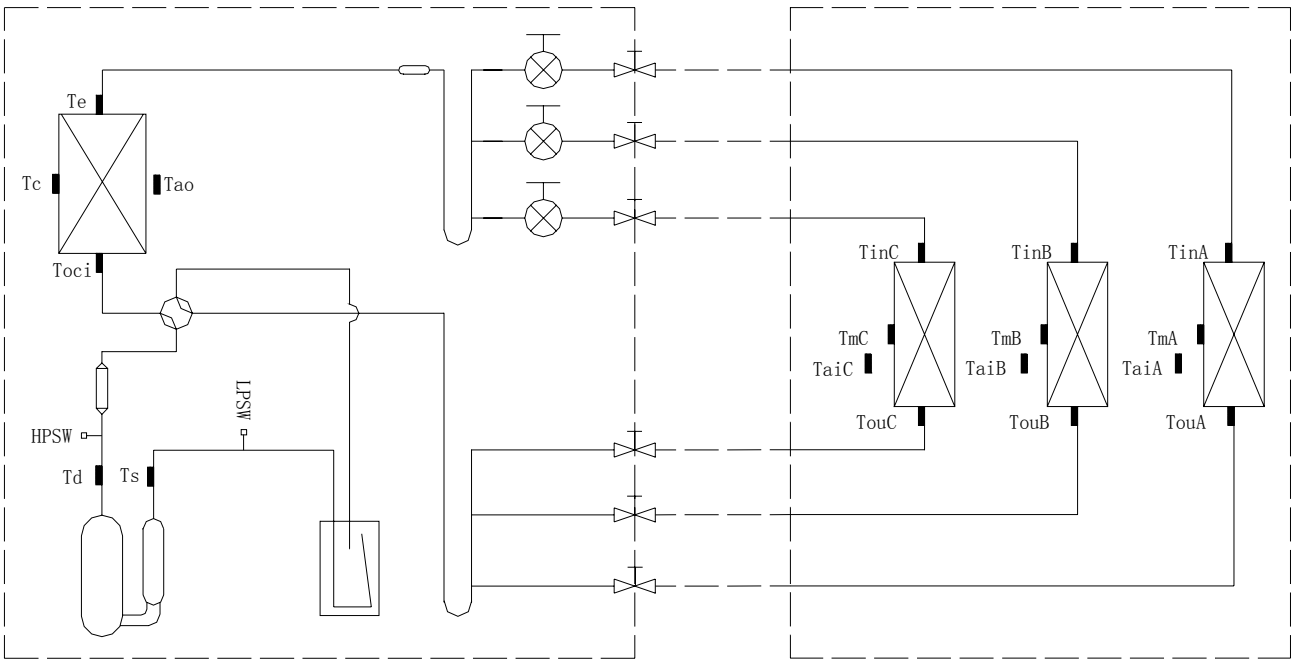 Te
Tc
Tao
Toci
HPSW
LPSW
Td
Ts
TinC
TinB
TinA
TmC
TmB
TmA
TaiC
TaiB
TaiA
TouC
TouB
TouA